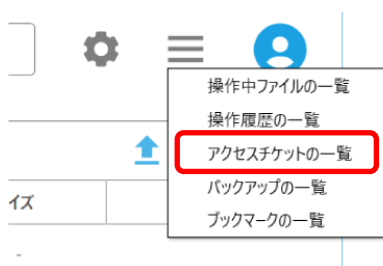 操作中ファイルの一覧
操作履歴の一覧
アクセスチケットの一覧
バックアップの一覧
ブックマークの一覧
イズ
-